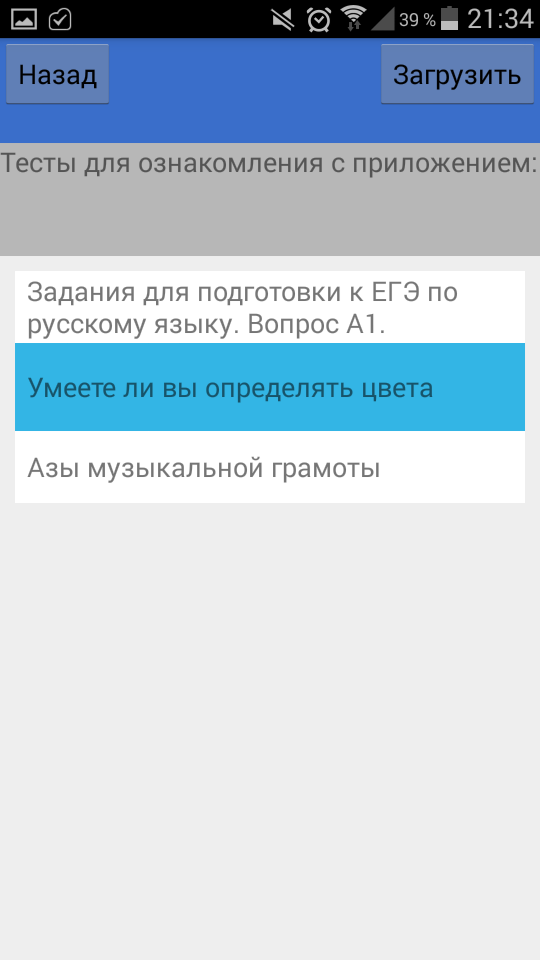 39 % 21:34
Назад Загрузить
Тесты для ознакомления с приложением:
Задания для подготовки к ЕГЭ по
русскому языку. Вопрос А1.
Умеете ли вы определять цвета
Азы музыкальной грамоты